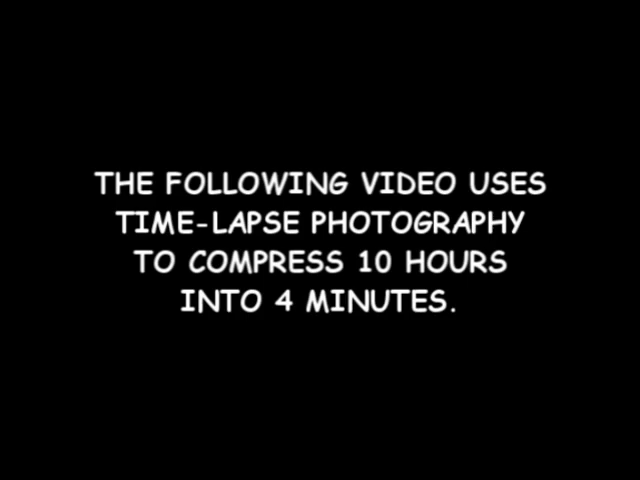 THE FOLLOWING VIDEO USES
TIME-LAPSE PHOTOGRAPHY
TO COMPRESS 10 HOURS
INTO 4 MINUTES.